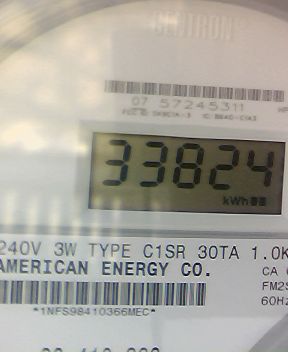 CENTRON
07 57245311
33824
kWh
240V 3W TYPE C1SR 30TA 1.0K
AMERICAN ENERGY CO.
CA
FM2S
60Hz
*1NFS98410366MEC*